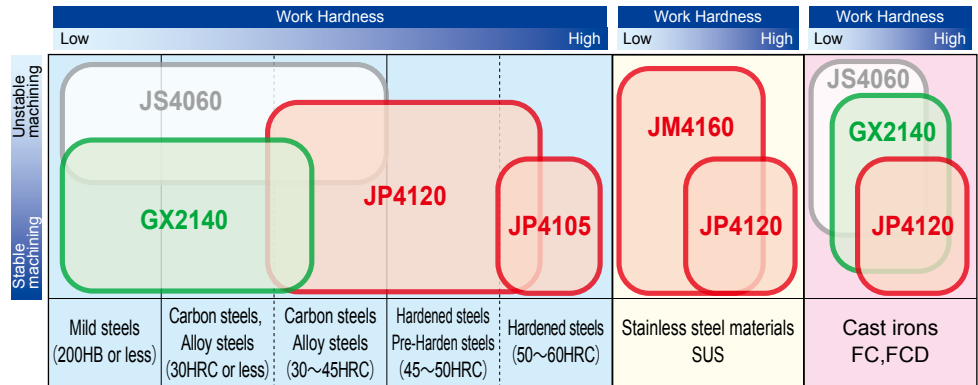 Work Hardness
Low High
Work Hardness
Low High
Work Hardness
Low High
Unstable
machining
Stable
machining
JS4060
GX2140
JP4120
JP4105
JM4160
JP4120
JS4060
GX2140
JP4120
Mild steels
(200HB or less)
Carbon steels,
Alloy steels
(30HRC or less)
Carbon steels
Alloy steels
(30～45HRC)
Hardened steels
Pre-Harden steels
(45～50HRC)
Hardened steels
(50～60HRC)
Stainless steel materials
SUS
Cast irons
FC,FCD